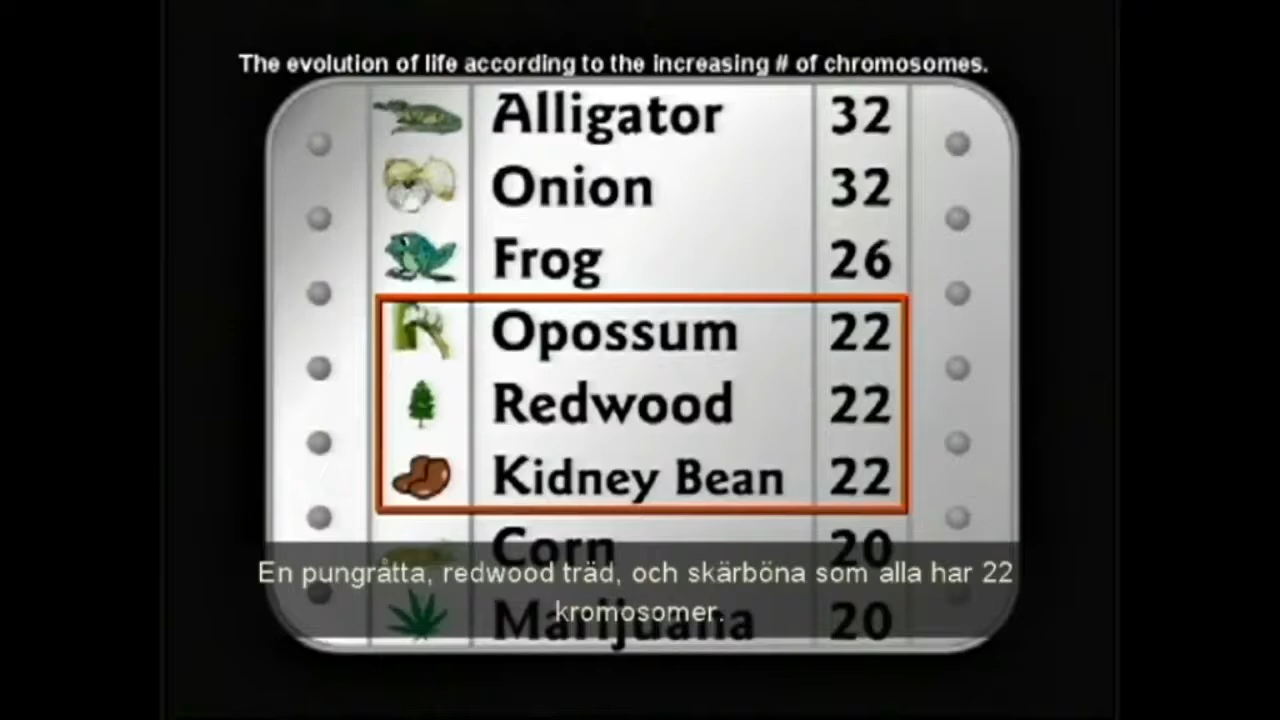 The evolution of life according to the increasing # of chromosomes.
Alligator 32
Onion 32
Frog 26
Opossum 22
Redwood 22
Kidney Bean 22
Corn 20
En pungråtta, redwood träd, och skärböna som alla har 22
kromosomer.
Marijuana 20